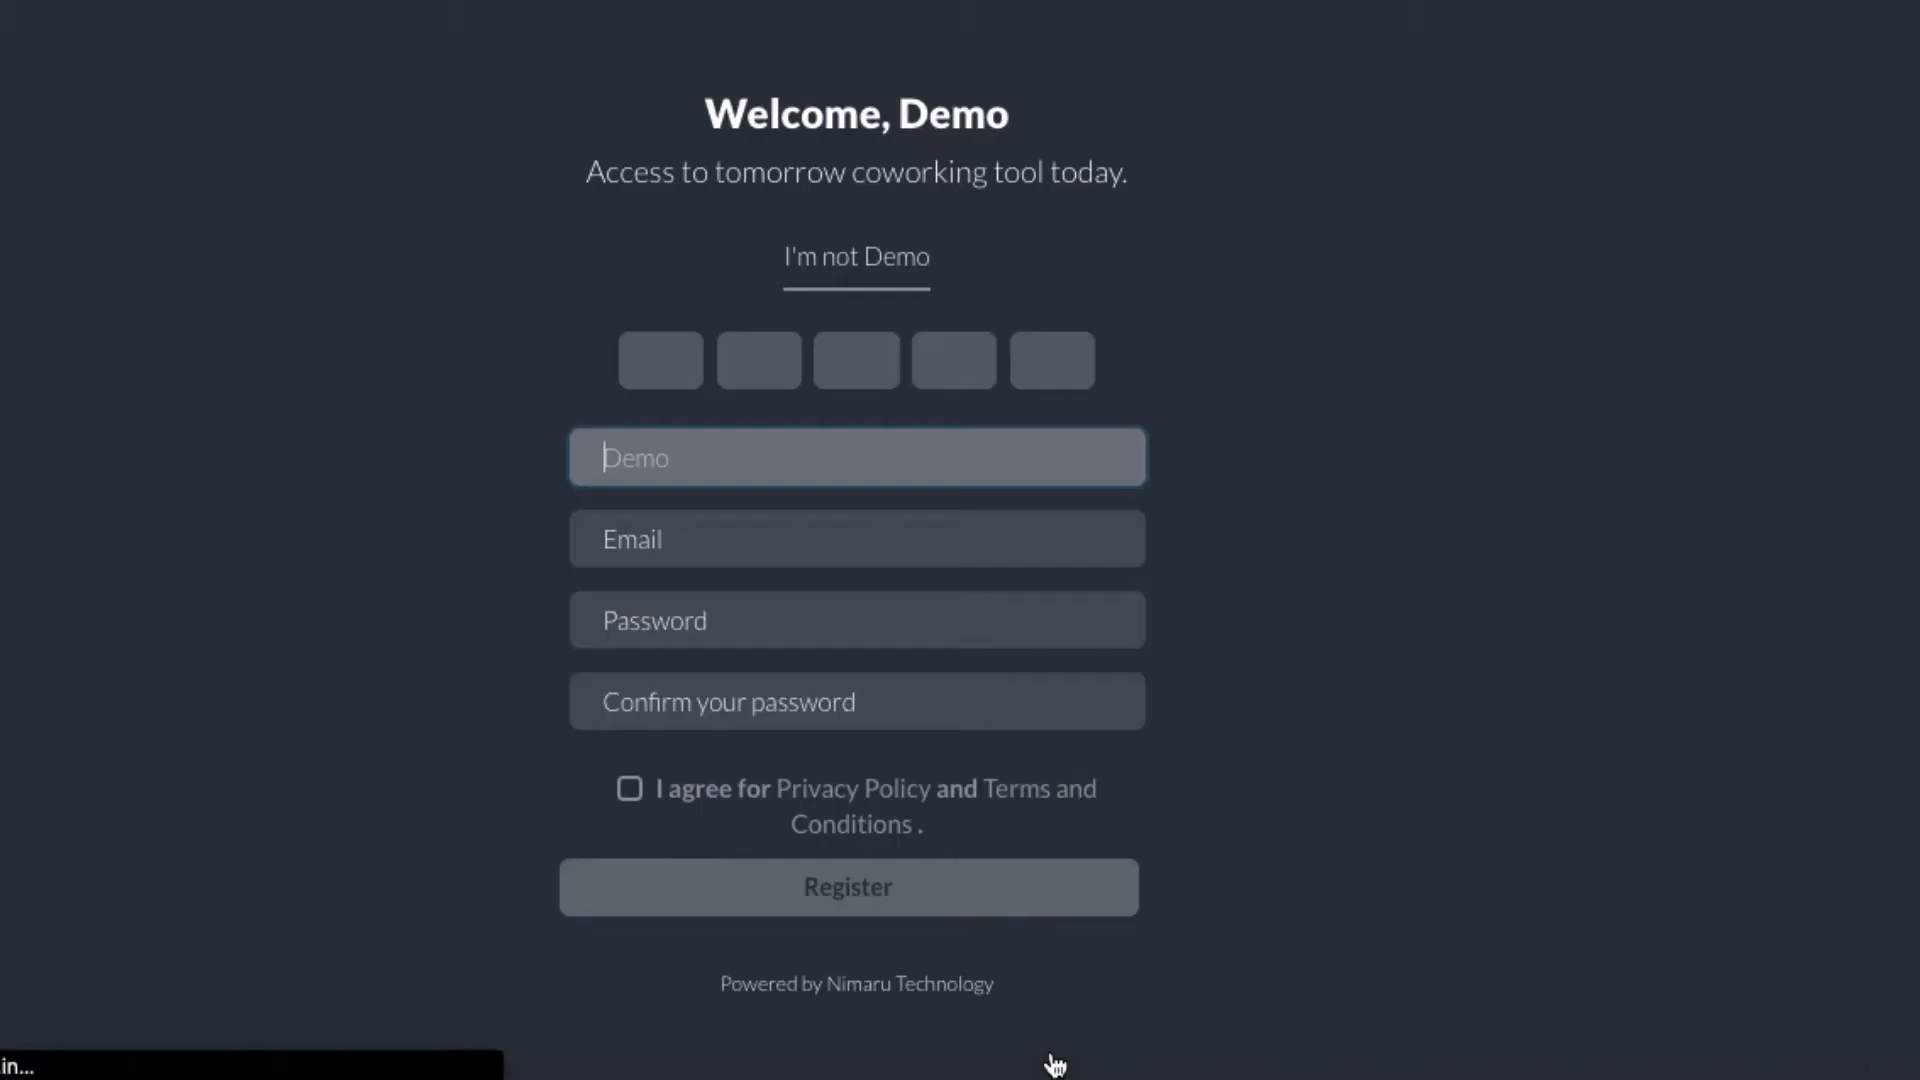 Welcome, Demo
Access to tomorrow coworking tool today.
I'm not Demo
Demo
Email
Password
Confirm your password
I agree for Privacy Policy and Terms and
Conditions .
Register
Powered by Nimaru Technology
in...